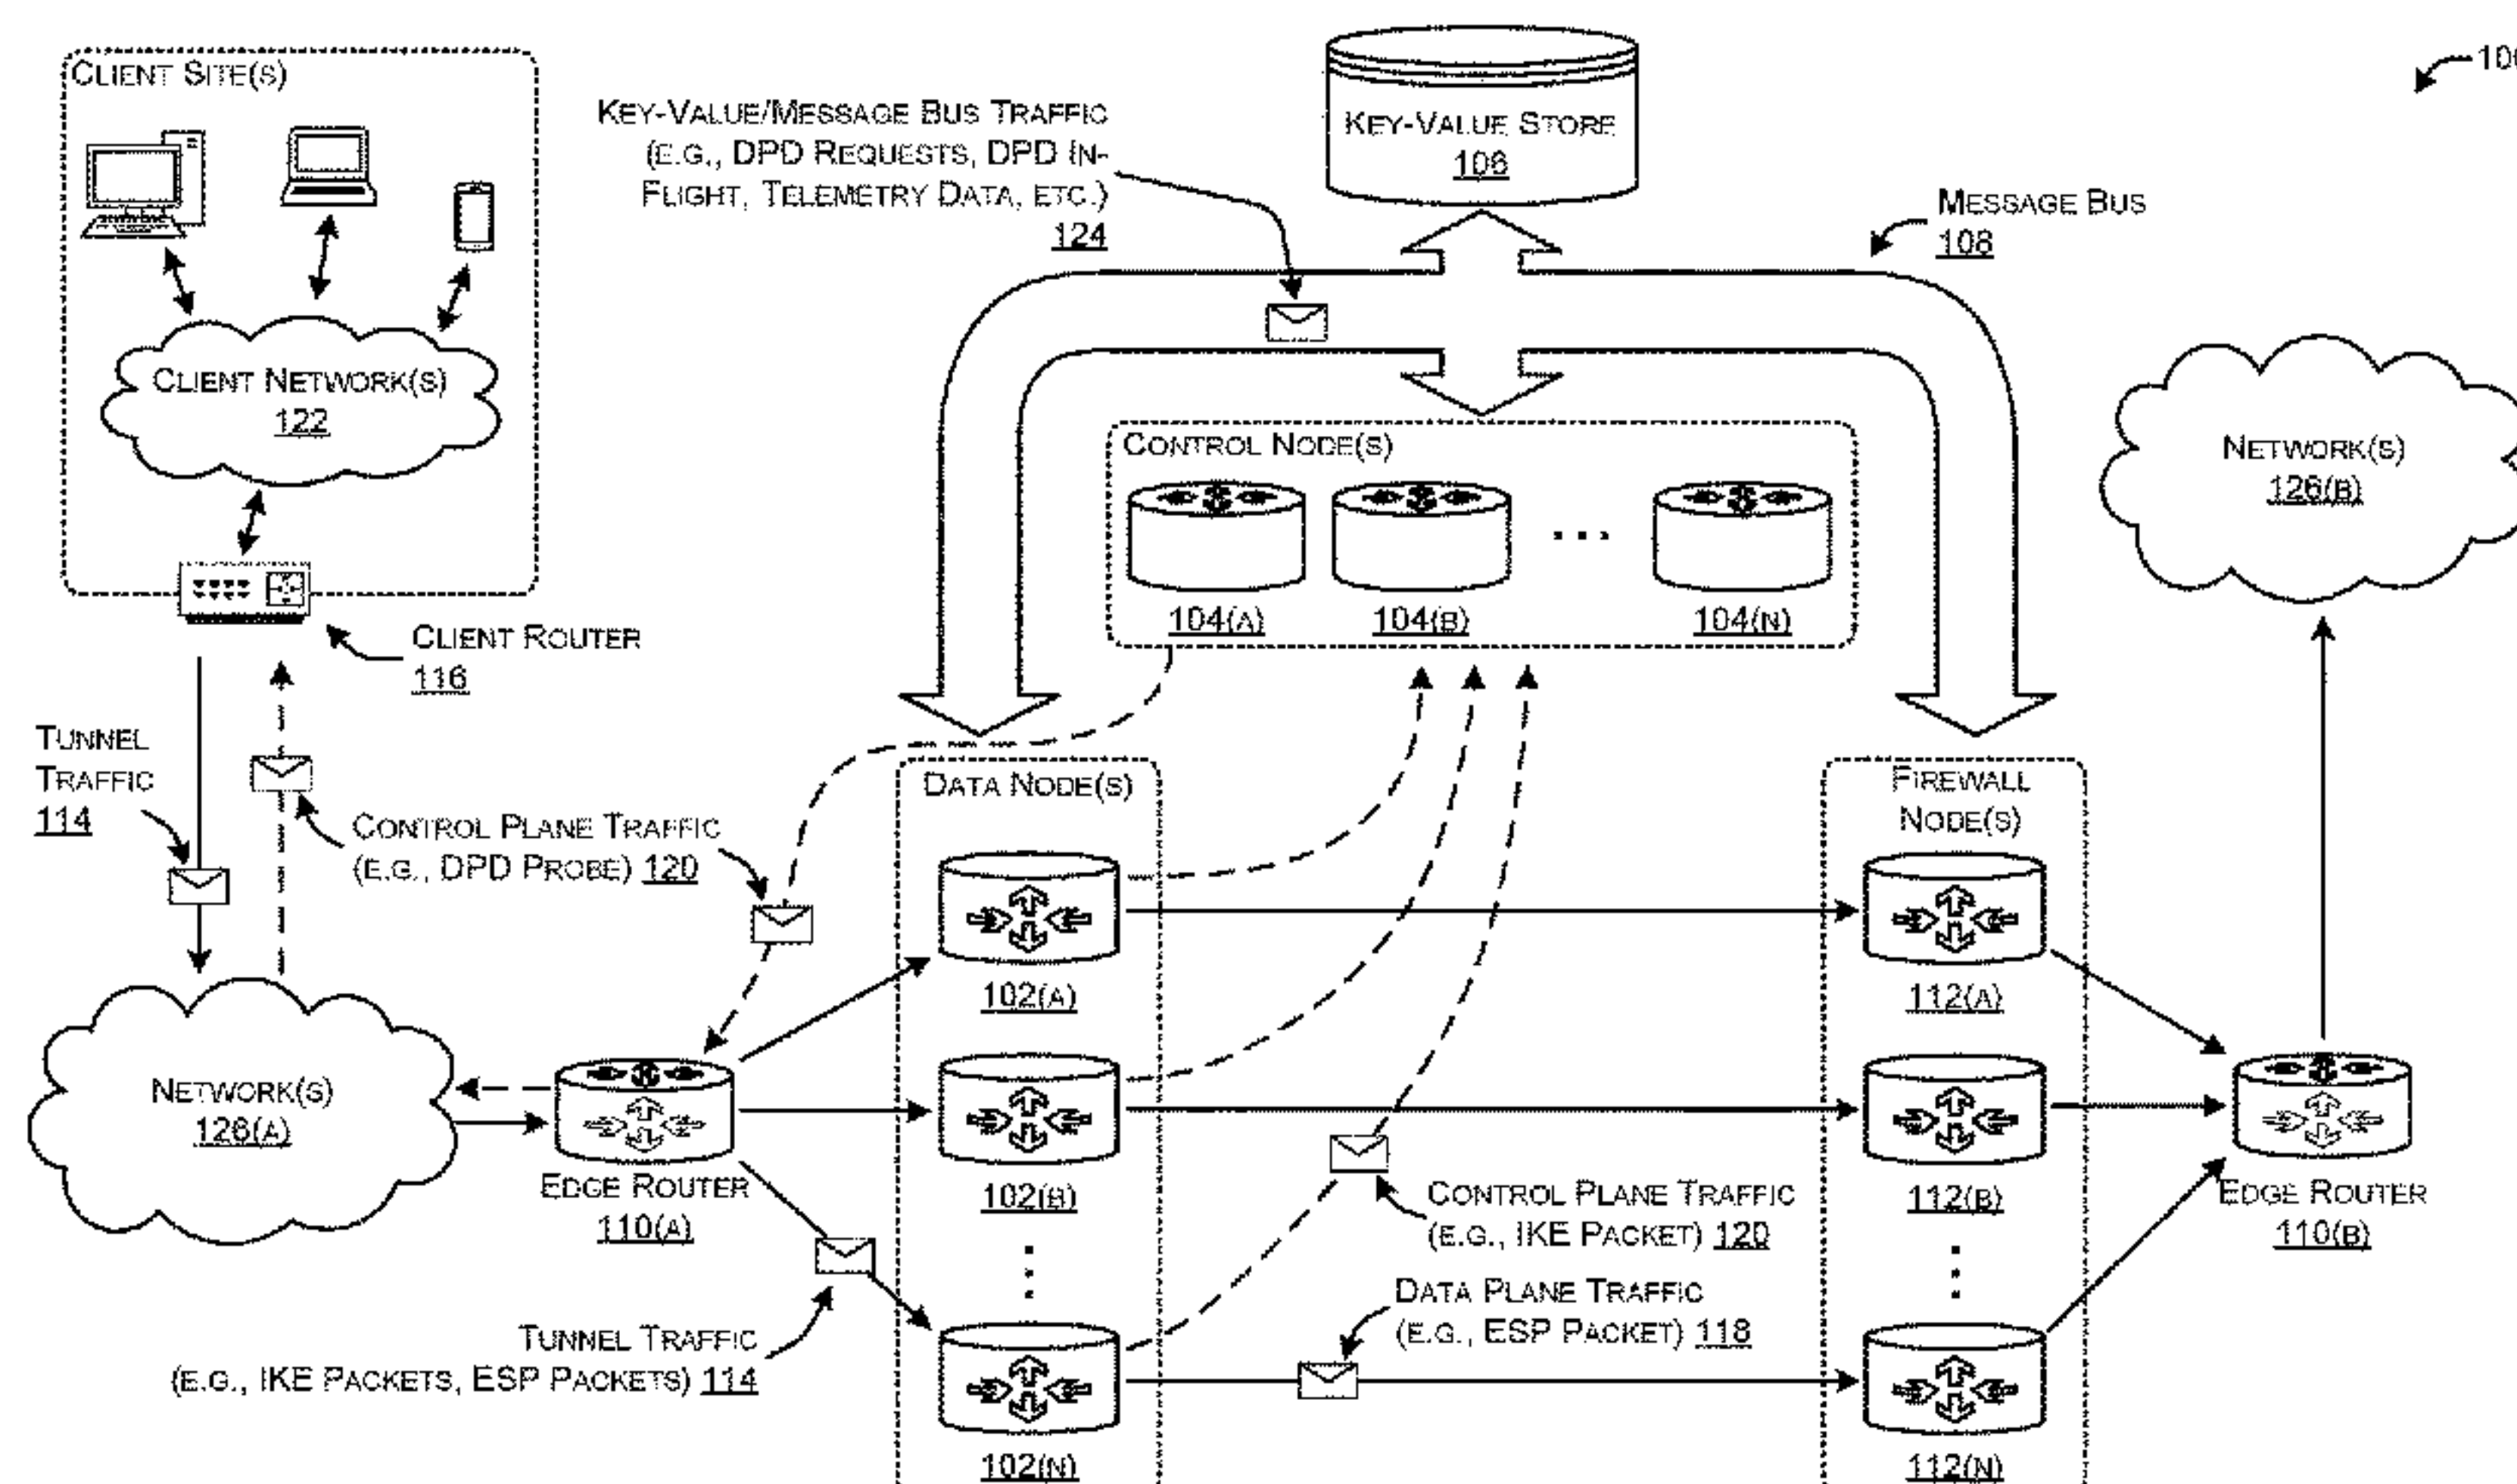 CLIENT SITE(S)
CLIENT NETWORK(S)
122
CLIENT ROUTER
116
TUNNEL
TRAFFIC
114
CONTROL PLANE TRAFFIC
(E.G., DPD PROBE) 120
NETWORK(S)
126(A)
EDGE ROUTER
110(A)
TUNNEL TRAFFIC
(E.G., IKE PACKETS, ESP PACKETS) 114
KEY-VALUE/MESSAGE BUS TRAFFIC
(E.G., DPD REQUESTS, DPD IN-
FLIGHT, TELEMETRY DATA, ETC.)
124
KEY-VALUE STORE
106
MESSAGE BUS
108
CONTROL NODE(S)
104(A)
104(B)
...
104(N)
DATA NODE(S)
102(A)
102(B)
102(N)
CONTROL PLANE TRAFFIC
(E.G., IKE PACKET) 120
DATA PLANE TRAFFIC
(E.G., ESP PACKET) 118
FIREWALL
NODE(S)
112(A)
112(B)
112(N)
EDGE ROUTER
110(B)
NETWORK(S)
126(B)